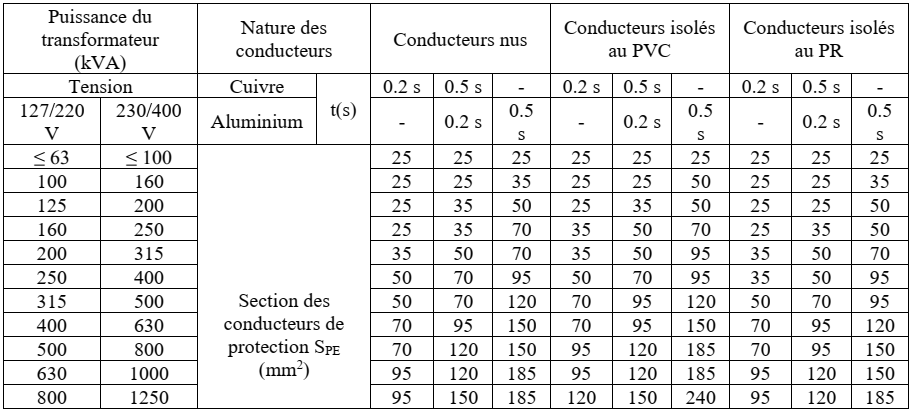 Puissance du transformateur (kVA) Nature des conducteurs Conducteurs nus Conducteurs isolés au PVC Conducteurs isolés au PR
Tension Cuivre t(s) 0.2 s 0.5 s - 0.2 s 0.5 s - 0.2 s 0.5 s -
127/220 V 230/400 V Aluminium - 0.2 s 0.5 s - 0.2 s 0.5 s - 0.2 s 0.5 s
≤ 63 ≤ 100 25 25 25 25 25 25 25 25 25
100 160 25 25 35 25 25 50 25 25 35
125 200 25 35 50 25 35 50 25 25 50
160 250 25 35 70 35 50 70 25 35 50
200 315 35 50 70 35 50 95 35 50 70
250 400 50 70 95 50 70 95 35 50 95
315 500 Section des conducteurs de protection SPE (mm²) 50 70 120 70 95 120 50 70 95
400 630 70 95 150 70 95 150 70 95 120
500 800 70 120 150 95 120 185 70 95 150
630 1000 95 120 185 95 120 185 95 120 150
800 1250 95 150 185 120 150 240 95 120 185